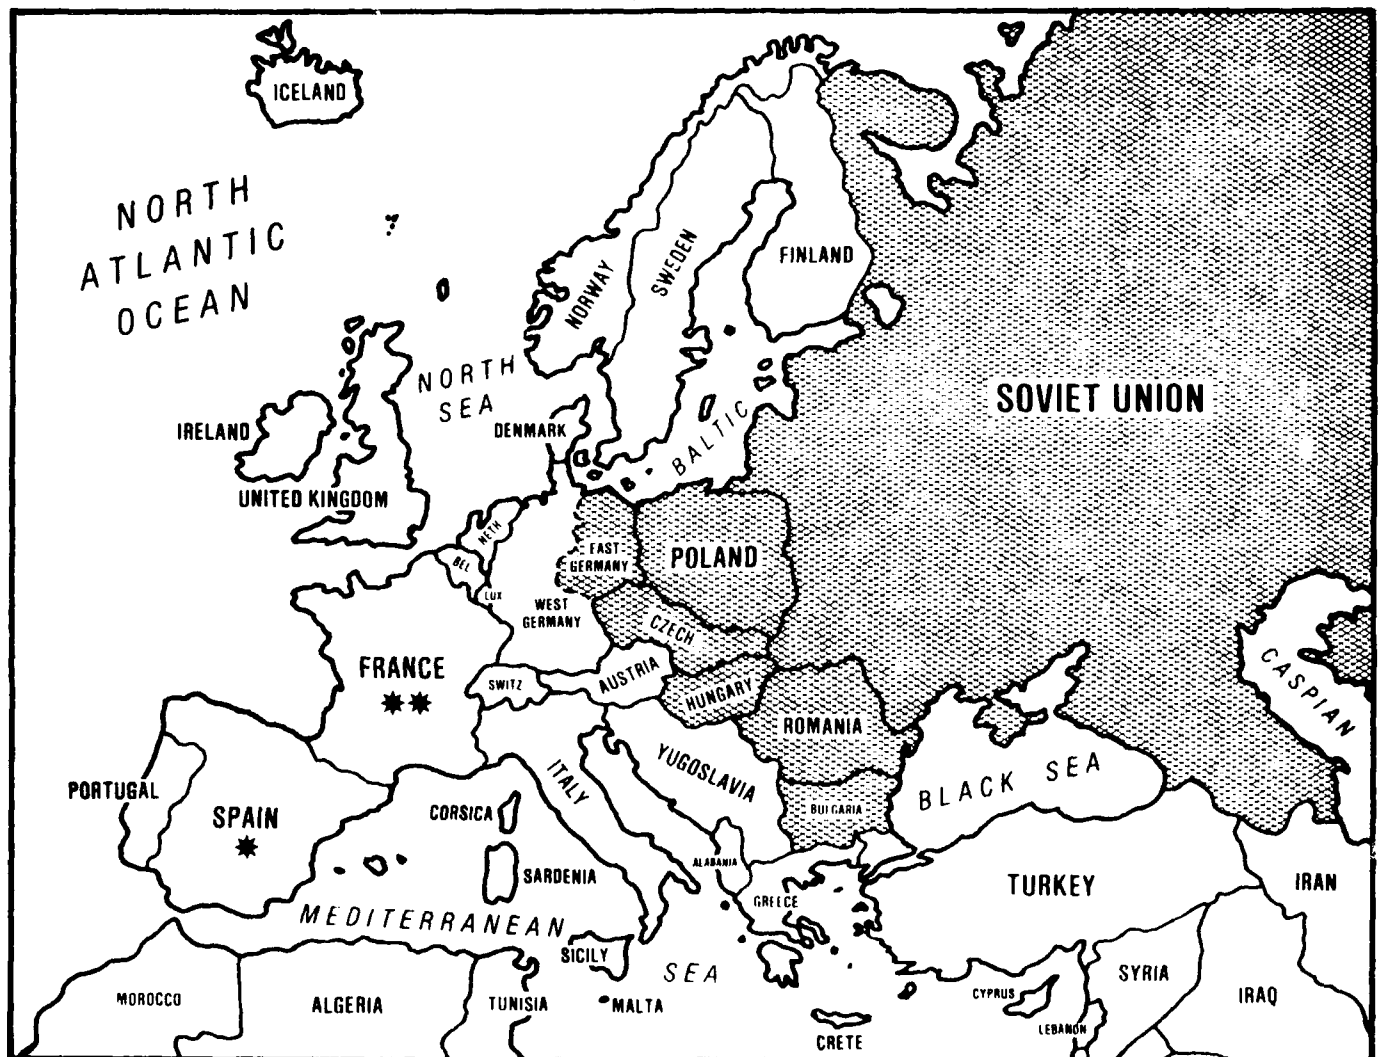 ICELAND
NORTH
ATLANTIC
OCEAN
NORWAY
SWEDEN
FINLAND
NORTH
SEA
SOVIET UNION
IRELAND
DENMARK
BALTIC
UNITED KINGDOM
NETH
BEL
LUX
EAST
GERMANY
POLAND
WEST
GERMANY
CZECH
FRANCE
SWITZ
AUSTRIA
HUNGARY
ROMANIA
CASPIAN
PORTUGAL
SPAIN
ITALY
YUGOSLAVIA
BLACK SEA
CORSICA
BULGARIA
ALABANIA
SARDENIA
GREECE
TURKEY
IRAN
MEDITERRANEAN
SEA
SICILY
MOROCCO
ALGERIA
TUNISIA
MALTA
CYPRUS
SYRIA
IRAQ
LEBANON
CRETE